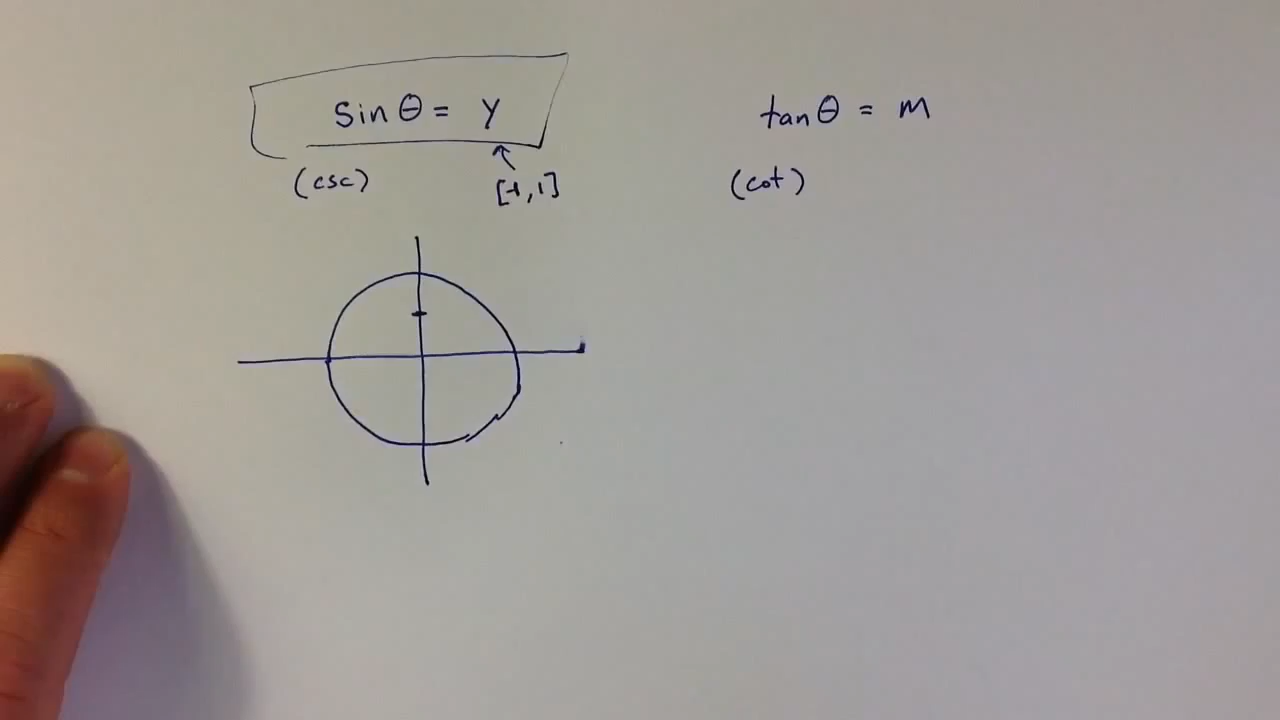 sin θ = y
tan θ = m
(csc)
[-1, 1]
(cot)